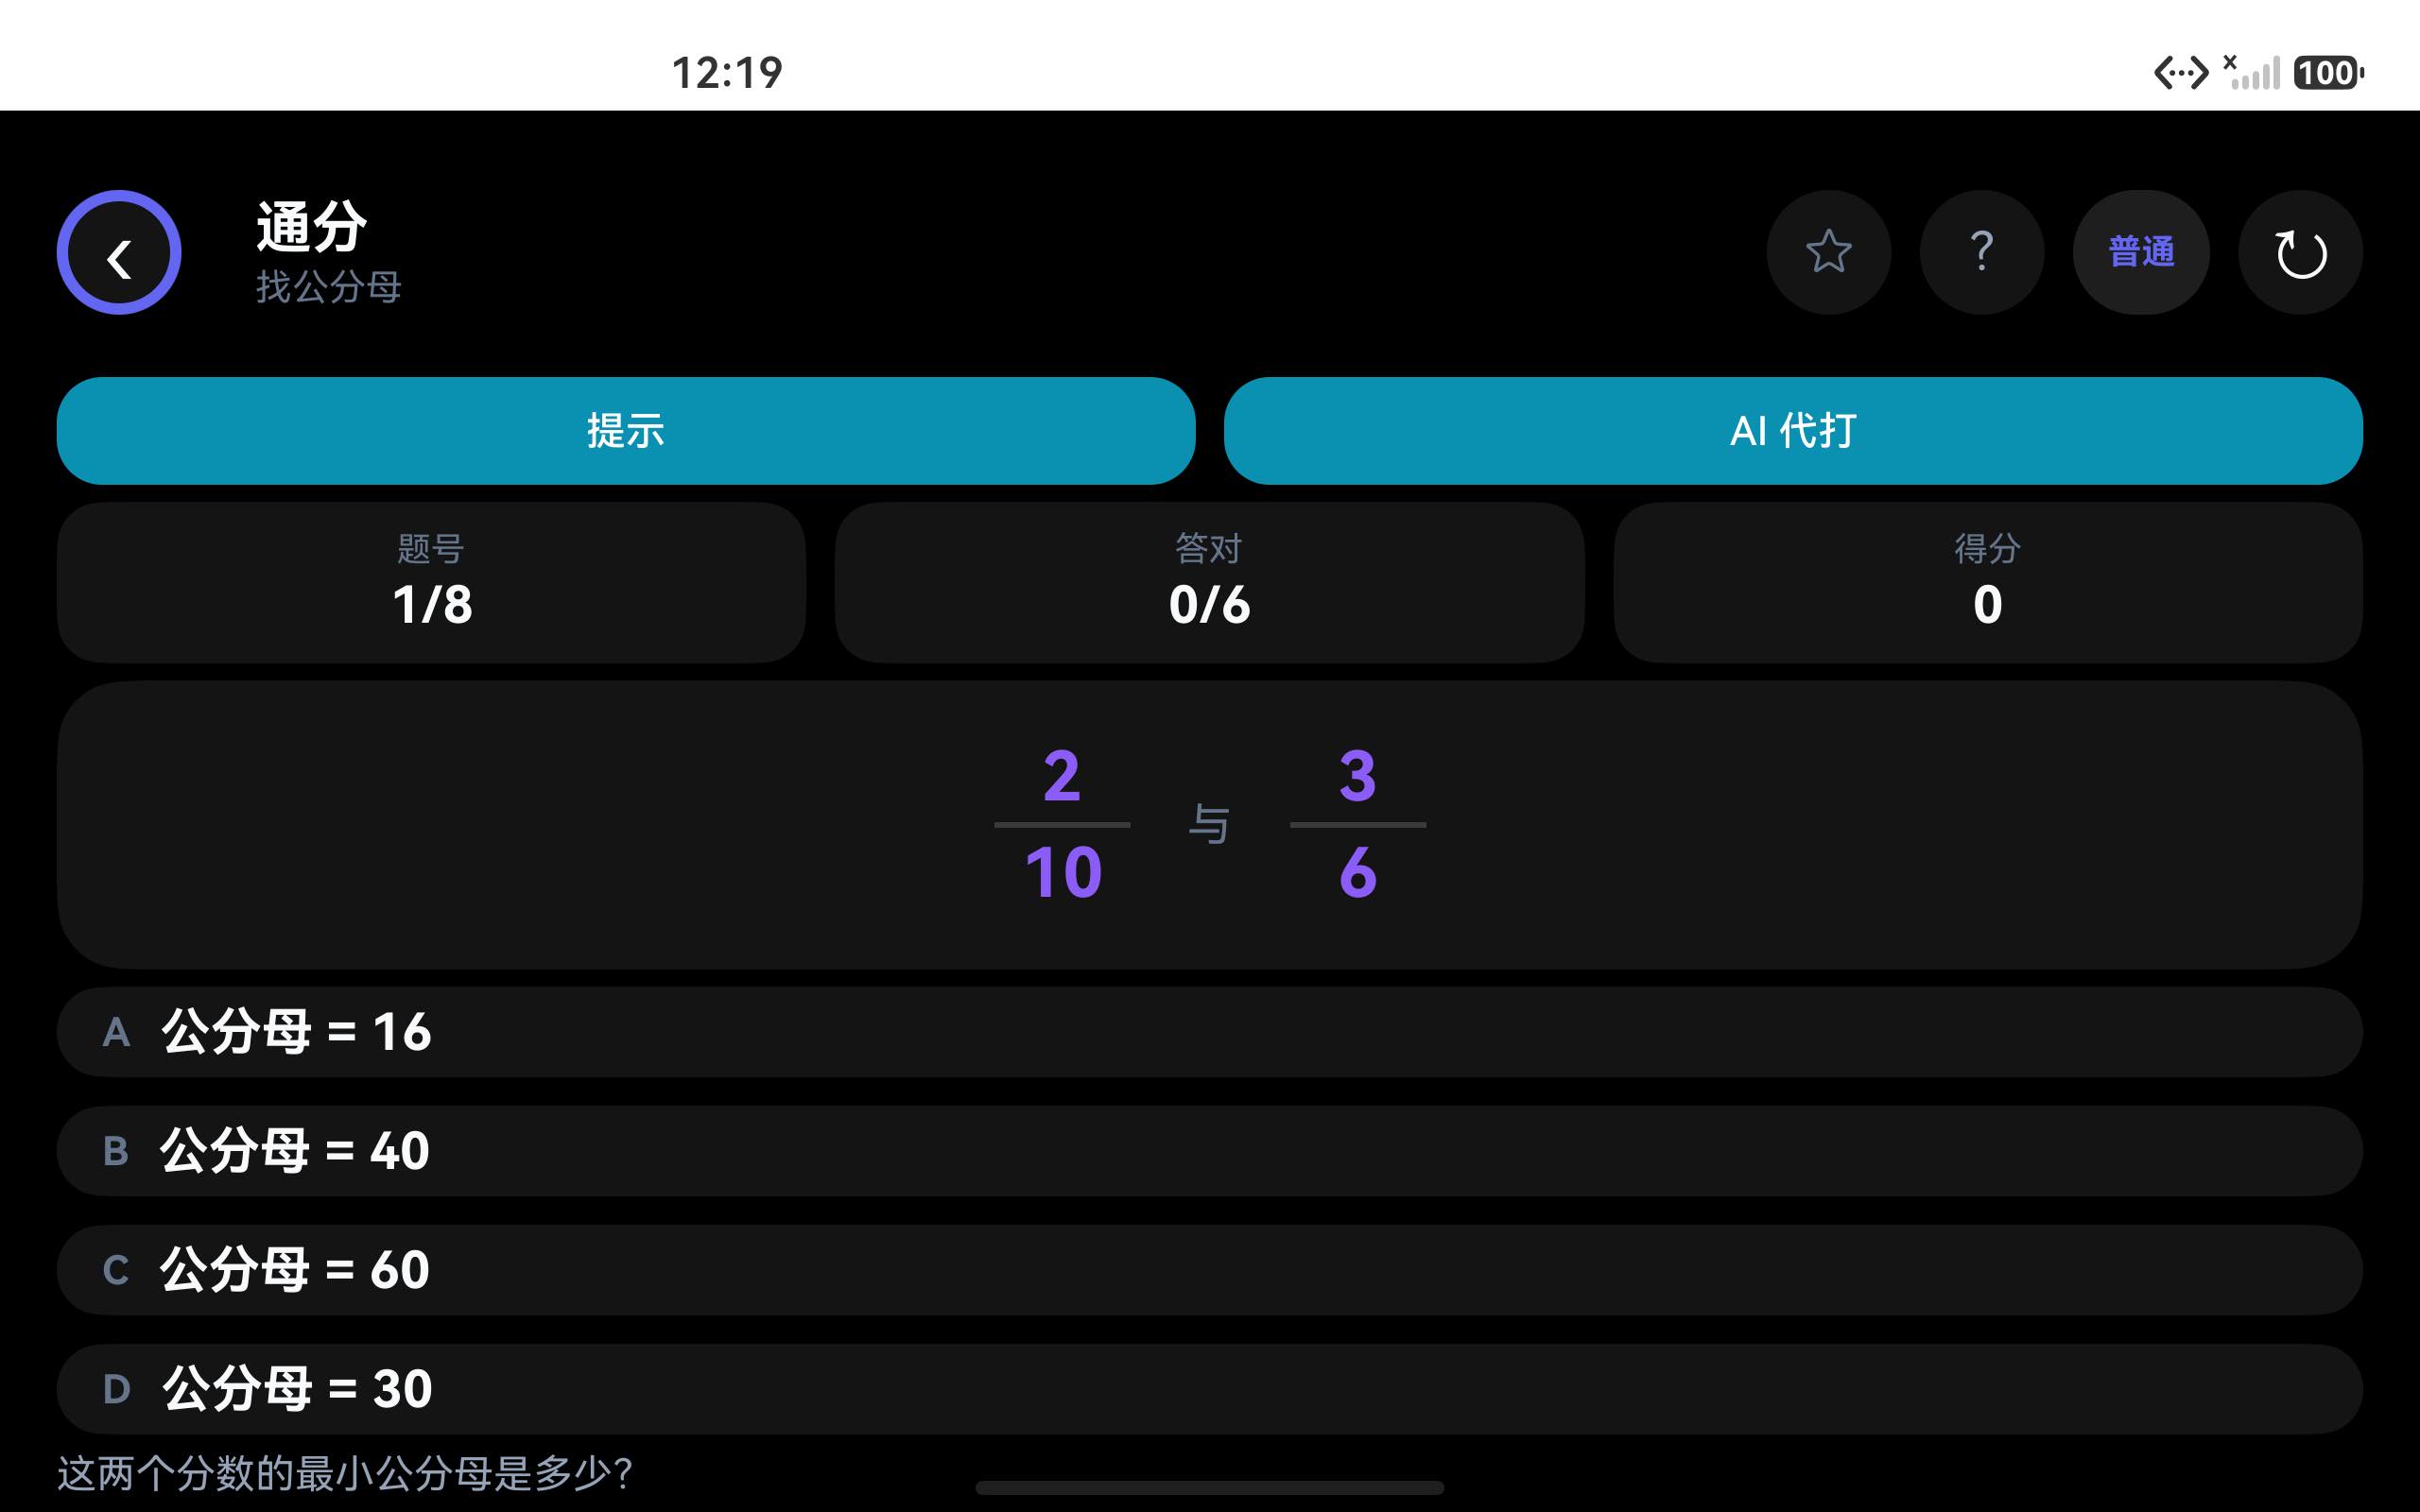 12:19
100
通分
找公分母
?
普通
提示
AI 代打
题号
1/8
答对
0/6
得分
0
2
10
与
3
6
A 公分母 = 16
B 公分母 = 40
C 公分母 = 60
D 公分母 = 30
这两个分数的最小公分母是多少？